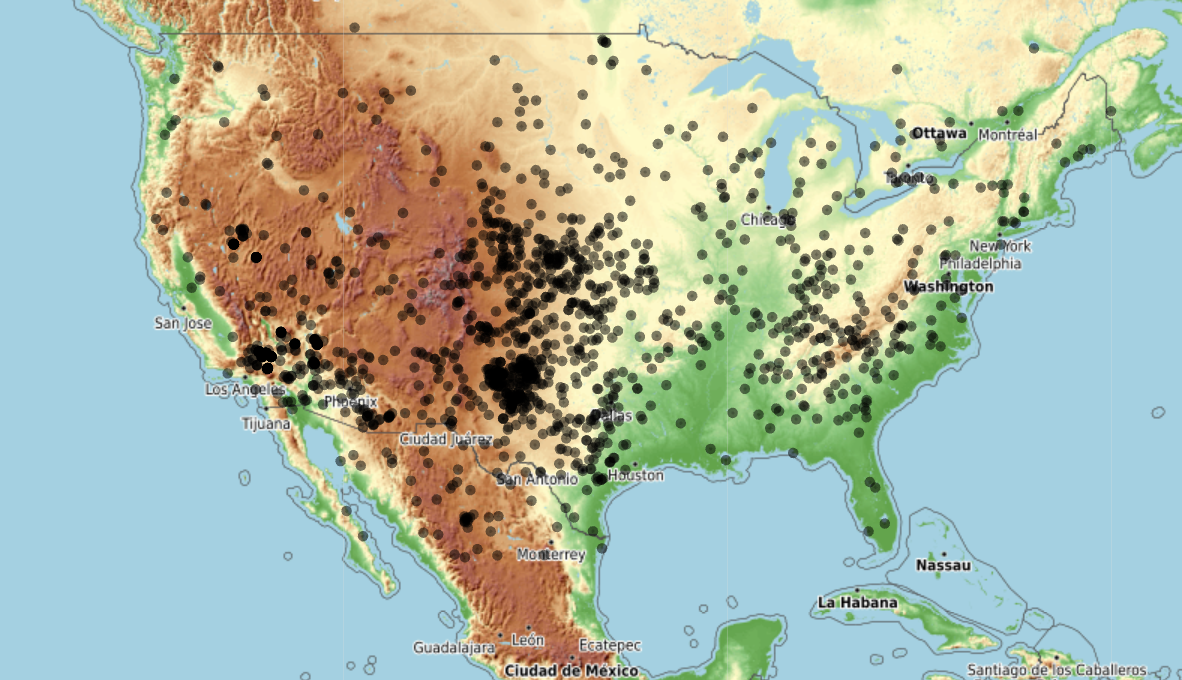 Ottawa
Montréal
Toronto
Chicago
New York
Philadelphia
Washington
San Jose
Los Angeles
Phoenix
Dallas
Tijuana
Ciudad Juárez
San Antonio
Houston
Monterrey
Nassau
La Habana
León
Guadalajara
Ecatepec
Ciudad de México
Santiago de los Caballeros